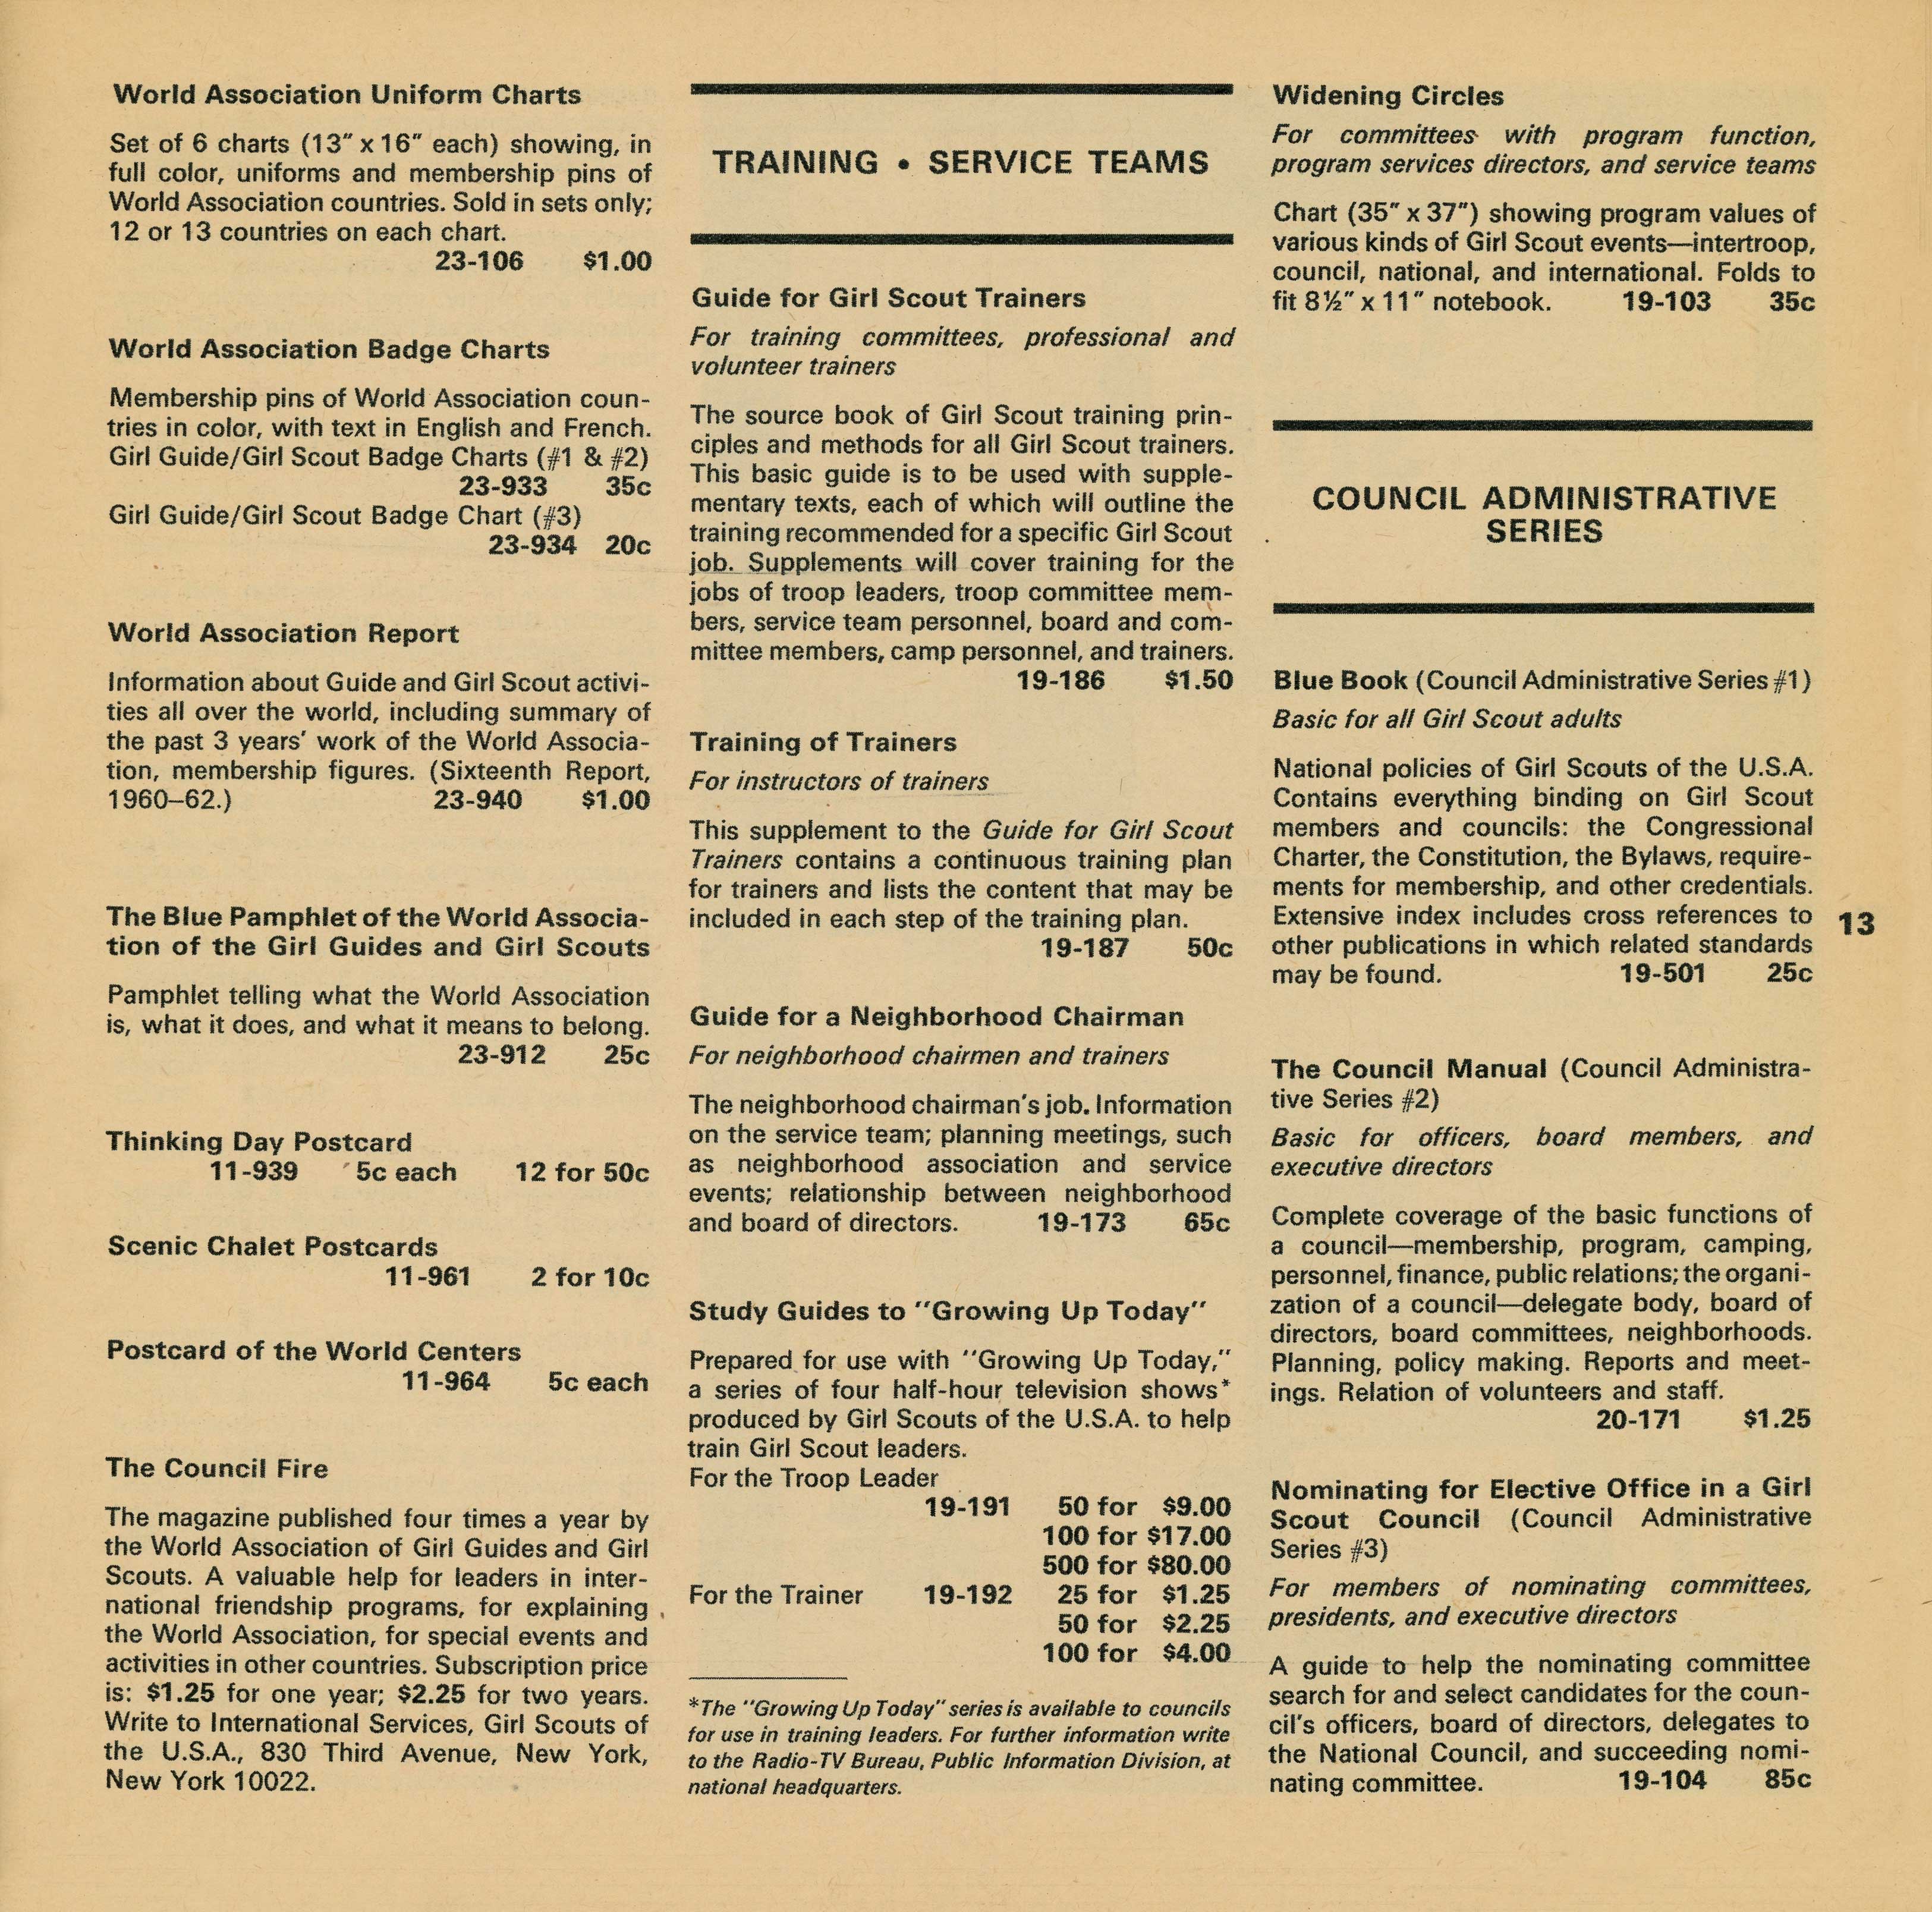 World Association Uniform Charts
Set of 6 charts (13″ x 16″ each) showing, in
full color, uniforms and membership pins of
World Association countries. Sold in sets only;
12 or 13 countries on each chart.
23-106 $1.00
World Association Badge Charts
Membership pins of World Association coun-
tries in color, with text in English and French.
Girl Guide/Girl Scout Badge Charts (#1 & #2)
23-933 35c
Girl Guide/Girl Scout Badge Chart (#3)
23-934 20c
World Association Report
Information about Guide and Girl Scout activi-
ties all over the world, including summary of
the past 3 years' work of the World Associa-
tion, membership figures. (Sixteenth Report,
1960–62.) 23-940 $1.00
The Blue Pamphlet of the World Associa-
tion of the Girl Guides and Girl Scouts
Pamphlet telling what the World Association
is, what it does, and what it means to belong.
23-912 25c
Thinking Day Postcard
11-939 5c each 12 for 50c
Scenic Chalet Postcards
11-961 2 for 10c
Postcard of the World Centers
11-964 5c each
The Council Fire
The magazine published four times a year by
the World Association of Girl Guides and Girl
Scouts. A valuable help for leaders in inter-
national friendship programs, for explaining
the World Association, for special events and
activities in other countries. Subscription price
is: $1.25 for one year; $2.25 for two years.
Write to International Services, Girl Scouts of
the U.S.A., 830 Third Avenue, New York,
New York 10022.
TRAINING • SERVICE TEAMS
Guide for Girl Scout Trainers
For training committees, professional and
volunteer trainers
The source book of Girl Scout training prin-
ciples and methods for all Girl Scout trainers.
This basic guide is to be used with supple-
mentary texts, each of which will outline the
training recommended for a specific Girl Scout
job. Supplements will cover training for the
jobs of troop leaders, troop committee mem-
bers, service team personnel, board and com-
mittee members, camp personnel, and trainers.
19-186 $1.50
Training of Trainers
For instructors of trainers
This supplement to the Guide for Girl Scout
Trainers contains a continuous training plan
for trainers and lists the content that may be
included in each step of the training plan.
19-187 50c
Guide for a Neighborhood Chairman
For neighborhood chairmen and trainers
The neighborhood chairman's job. Information
on the service team; planning meetings, such
as neighborhood association and service
events; relationship between neighborhood
and board of directors. 19-173 65c
Study Guides to "Growing Up Today"
Prepared for use with "Growing Up Today,"
a series of four half-hour television shows*
produced by Girl Scouts of the U.S.A. to help
train Girl Scout leaders.
For the Troop Leader
19-191 50 for $9.00
100 for $17.00
500 for $80.00
For the Trainer 19-192 25 for $1.25
50 for $2.25
100 for $4.00
*The "Growing Up Today" series is available to councils
for use in training leaders. For further information write
to the Radio-TV Bureau, Public Information Division, at
national headquarters.
Widening Circles
For committees with program function,
program services directors, and service teams
Chart (35″ x 37″) showing program values of
various kinds of Girl Scout events—intertroop,
council, national, and international. Folds to
fit 8½″ x 11″ notebook. 19-103 35c
COUNCIL ADMINISTRATIVE
SERIES
Blue Book (Council Administrative Series #1)
Basic for all Girl Scout adults
National policies of Girl Scouts of the U.S.A.
Contains everything binding on Girl Scout
members and councils: the Congressional
Charter, the Constitution, the Bylaws, require-
ments for membership, and other credentials.
Extensive index includes cross references to
other publications in which related standards
may be found. 19-501 25c
The Council Manual (Council Administra-
tive Series #2)
Basic for officers, board members, and
executive directors
Complete coverage of the basic functions of
a council—membership, program, camping,
personnel, finance, public relations; the organi-
zation of a council—delegate body, board of
directors, board committees, neighborhoods.
Planning, policy making. Reports and meet-
ings. Relation of volunteers and staff.
20-171 $1.25
Nominating for Elective Office in a Girl
Scout Council (Council Administrative
Series #3)
For members of nominating committees,
presidents, and executive directors
A guide to help the nominating committee
search for and select candidates for the coun-
cil's officers, board of directors, delegates to
the National Council, and succeeding nomi-
nating committee. 19-104 85c
13